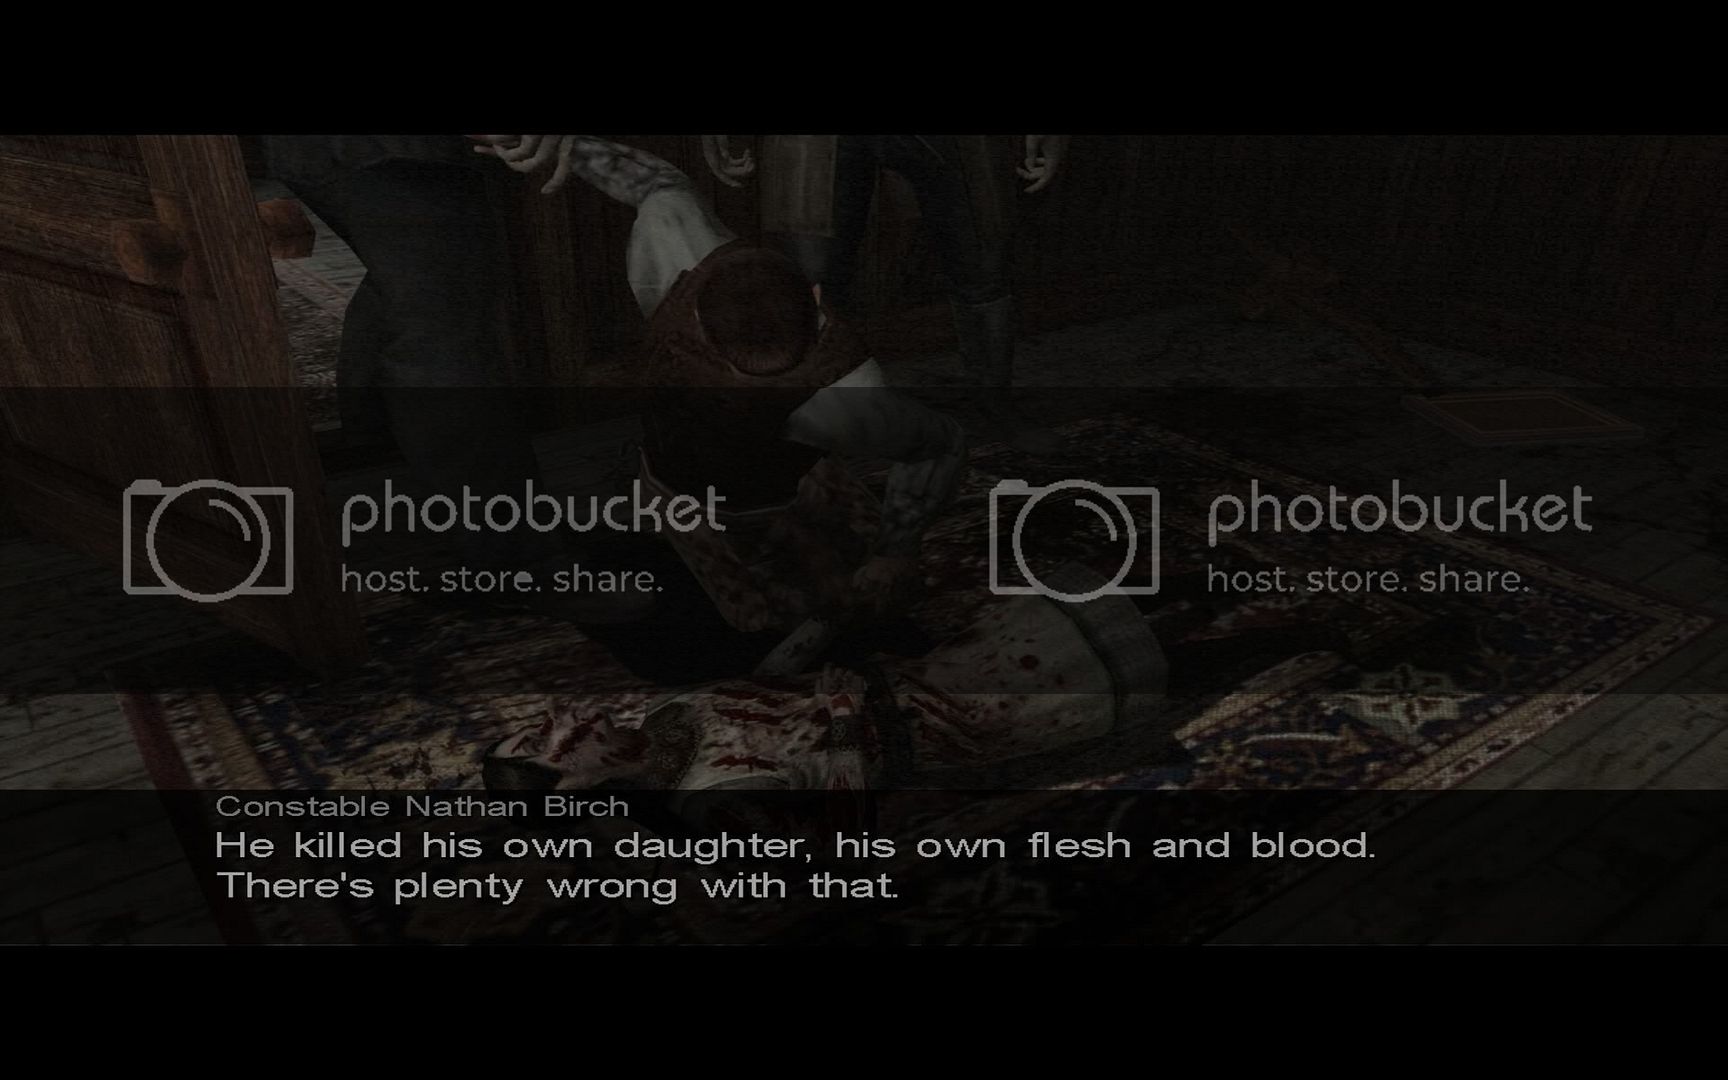 photobucket photobucket
host. store. share. host. store. share.
Constable Nathan Birch
He killed his own daughter, his own flesh and blood.
There's plenty wrong with that.